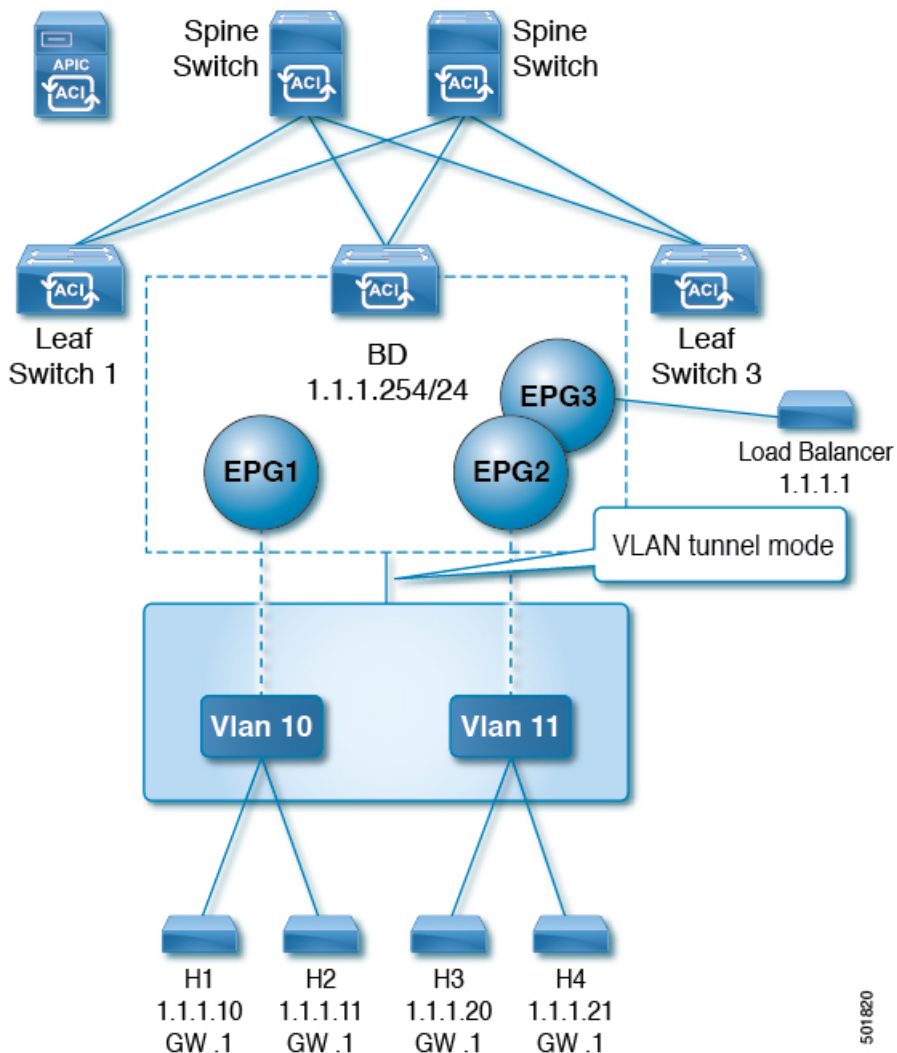 Spine
Switch
Spine
Switch
APIC
ACI
ACI
ACI
ACI
ACI
ACI
Leaf
Switch 1
BD
1.1.1.254/24
Leaf
Switch 3
EPG3
EPG1
EPG2
Load Balancer
1.1.1.1
VLAN tunnel mode
Vlan 10
Vlan 11
H1
1.1.1.10
GW .1
H2
1.1.1.11
GW .1
H3
1.1.1.20
GW .1
H4
1.1.1.21
GW .1
501820